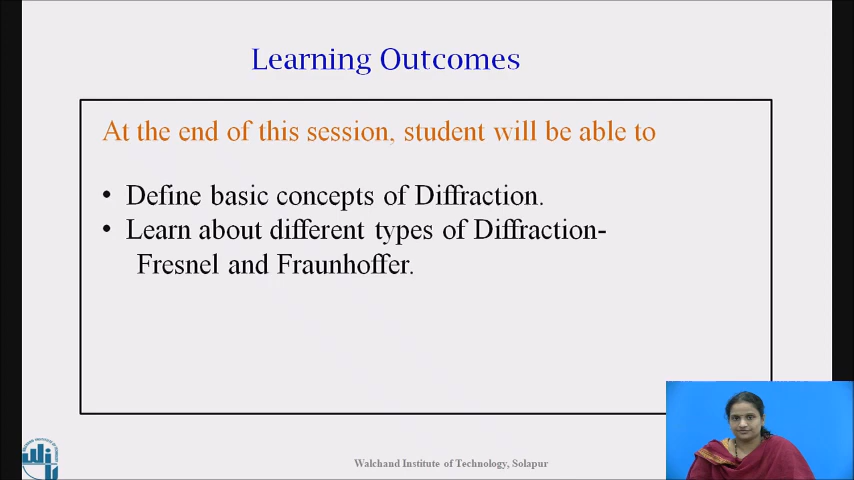 Learning Outcomes
At the end of this session, student will be able to
• Define basic concepts of Diffraction.
• Learn about different types of Diffraction-
Fresnel and Fraunhoffer.
Walchand Institute of Technology, Solapur